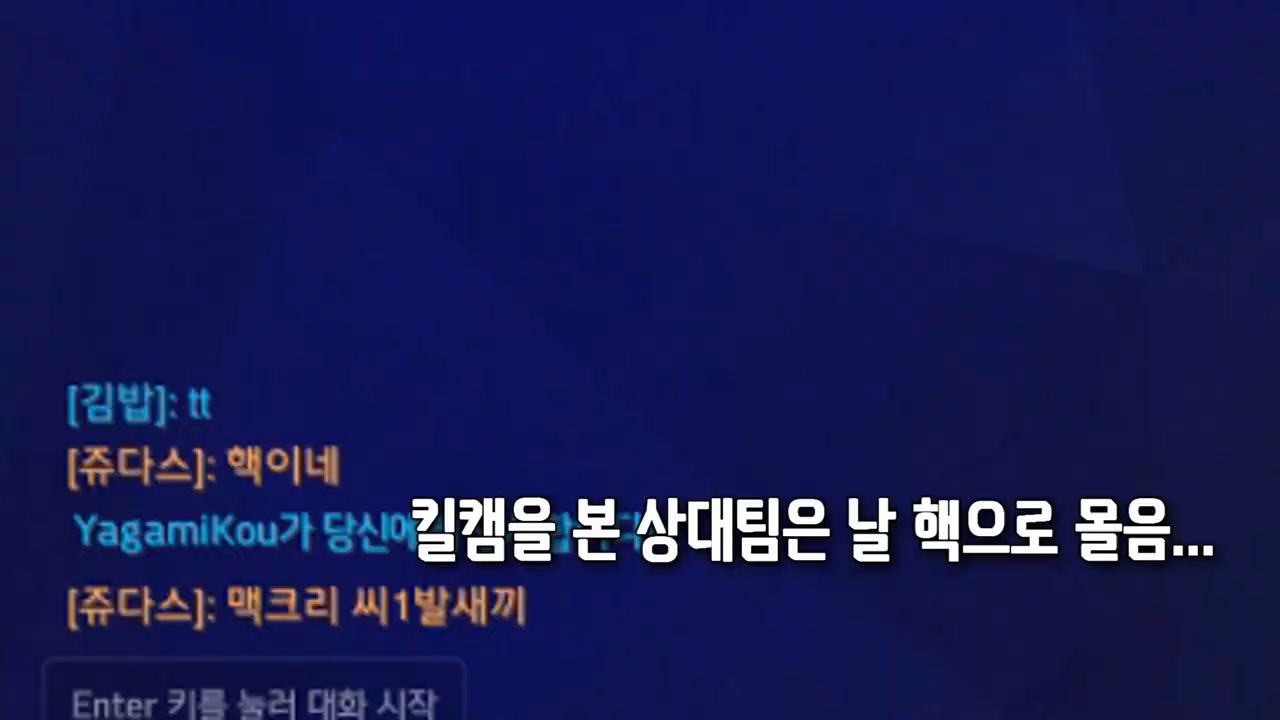 [김밥]: tt
[쥬다스]: 핵이네
YagamiKou가 당신에
킬캠을 본 상대팀은 날 핵으로 몰음...
[쥬다스]: 맥크리 씨1발새끼
Enter 키를 눌러 대화 시작